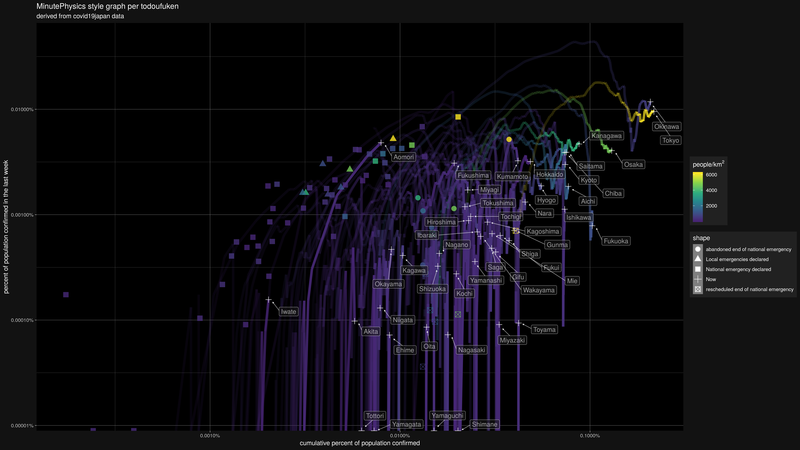 MinutePhysics style graph per todoufuken
derived from covid19japan data
0.01000%
0.00100%
0.00010%
0.00001%
percent of population confirmed in the last week
0.0010%
0.0100%
0.1000%
cumulative percent of population confirmed
Okinawa
Tokyo
Kanagawa
Osaka
Saitama
Aomori
Fukushima
Kumamoto
Hokkaido
Kyoto
Miyagi
Chiba
Hyogo
Aichi
Tokushima
Nara
Tochigi
Ishikawa
Hiroshima
Kagoshima
Ibaraki
Fukuoka
Nagano
Gunma
Shiga
Kagawa
Saga
Fukui
Gifu
Mie
Okayama
Shizuoka
Yamanashi
Wakayama
Kochi
Iwate
Niigata
Akita
Toyama
Ehime
Oita
Miyazaki
Nagasaki
Tottori
Yamaguchi
Yamagata
Shimane
people/km²
6000
4000
2000
shape
abandoned end of national emergency
Local emergencies declared
National emergency declared
Now
rescheduled end of national emergency